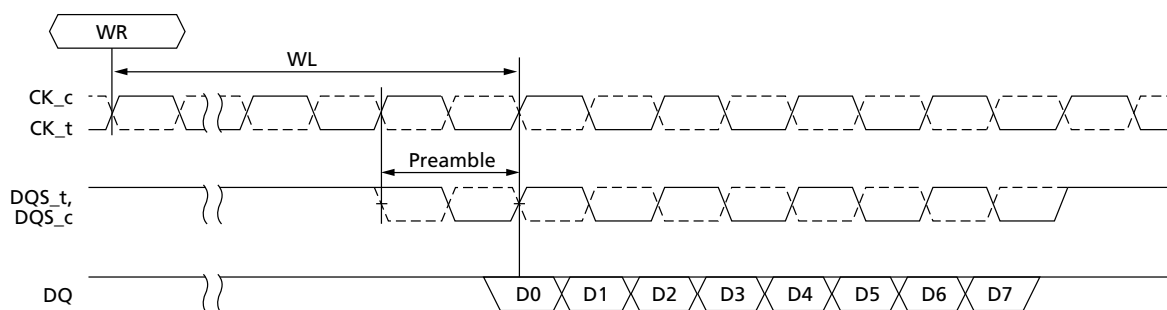 WR
WL
CK_c
CK_t
Preamble
DQS_t,
DQS_c
DQ
D0 D1 D2 D3 D4 D5 D6 D7